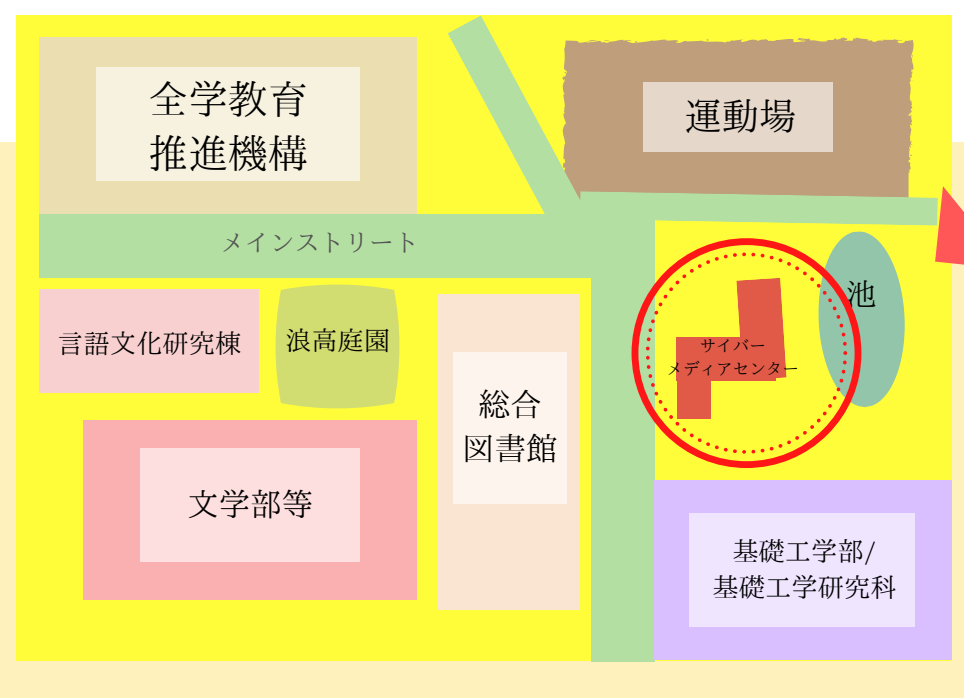 全学教育
推進機構
運動場
メインストリート
池
言語文化研究棟
浪高庭園
サイバー
メディアセンター
総合
図書館
文学部等
基礎工学部/
基礎工学研究科